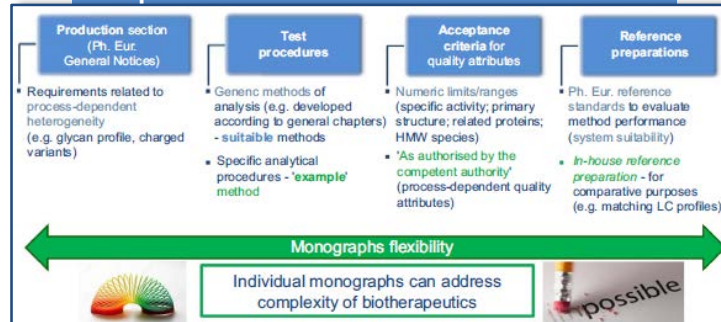 Production section
(Ph. Eur.
General Notices)
Requirements related to
process-dependent
heterogeneity
(e.g. glycan profile, charged
variants)
Test
procedures
Generic methods of
analysis (e.g. developed
according to general chapters)
- suitaible methods
Specific analytical
procedures - 'example'
method
Acceptance
criteria for
quality attributes
Numeric limits/ranges
(specific activity; primary
structure; related proteins;
HMW species)
'As authorised by the
competent authority'
(process-dependent quality
attributes)
Reference
preparations
Ph. Eur. reference
standards to evaluate
method performance
(system suitability)
In-house reference
preparation - for
comparative purposes
(e.g. matching LC profiles)
Monographs flexibility
Individual monographs can address
complexity of biotherapeutics
possible